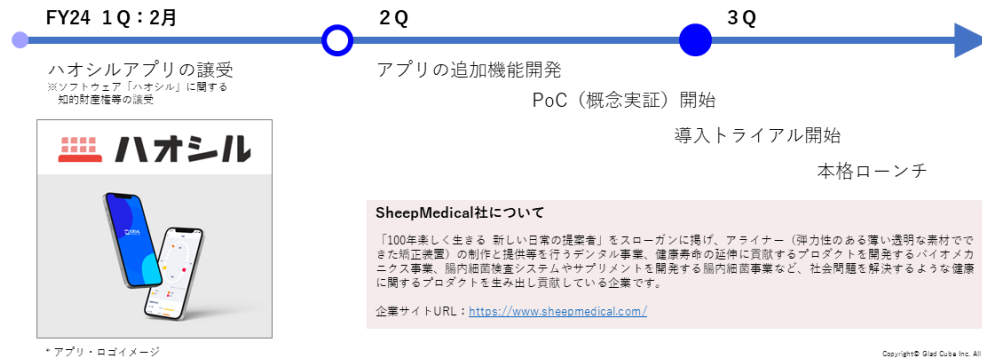 FY24 1Q：2月
2Q
3Q
ハオシルアプリの譲受
※ソフトウェア「ハオシル」に関する
知的財産権等の譲受
アプリの追加機能開発
PoC（概念実証）開始
導入トライアル開始
本格ローンチ
ハオシル
SheepMedical社について
「100年楽しく生きる 新しい日常の提案者」をスローガンに掲げ、アライナー（弾力性のある薄い透明な素材でで
きた矯正装置）の制作と提供等を行うデンタル事業、健康寿命の延伸に貢献するプロダクトを開発するバイオメカ
ニクス事業、腸内細菌検査システムやサプリメントを開発する腸内細菌事業など、社会問題を解決するような健康
に関するプロダクトを生み出し貢献している企業です。
企業サイトURL：https://www.sheepmedical.com/
* アプリ・ロゴイメージ
Copyright© Glad Cube Inc. All